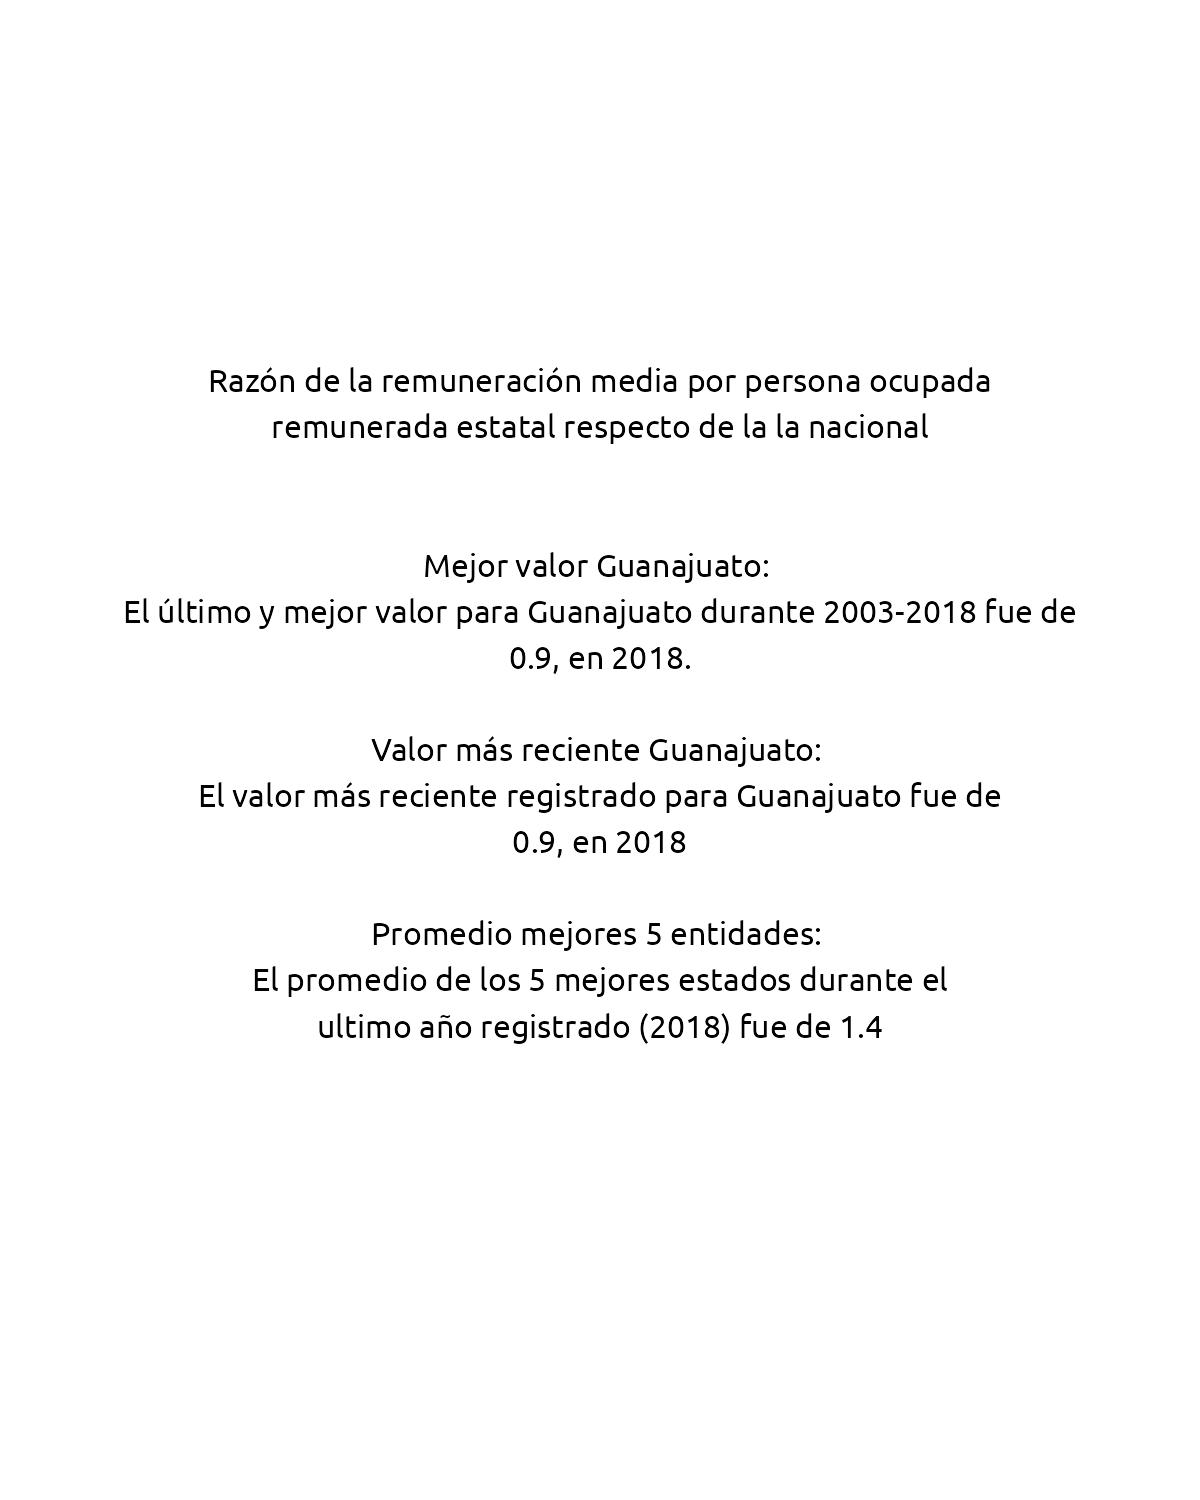 Razón de la remuneración media por persona ocupada
remunerada estatal respecto de la la nacional
Mejor valor Guanajuato:
El último y mejor valor para Guanajuato durante 2003-2018 fue de
0.9, en 2018.
Valor más reciente Guanajuato:
El valor más reciente registrado para Guanajuato fue de
0.9, en 2018
Promedio mejores 5 entidades:
El promedio de los 5 mejores estados durante el
ultimo año registrado (2018) fue de 1.4